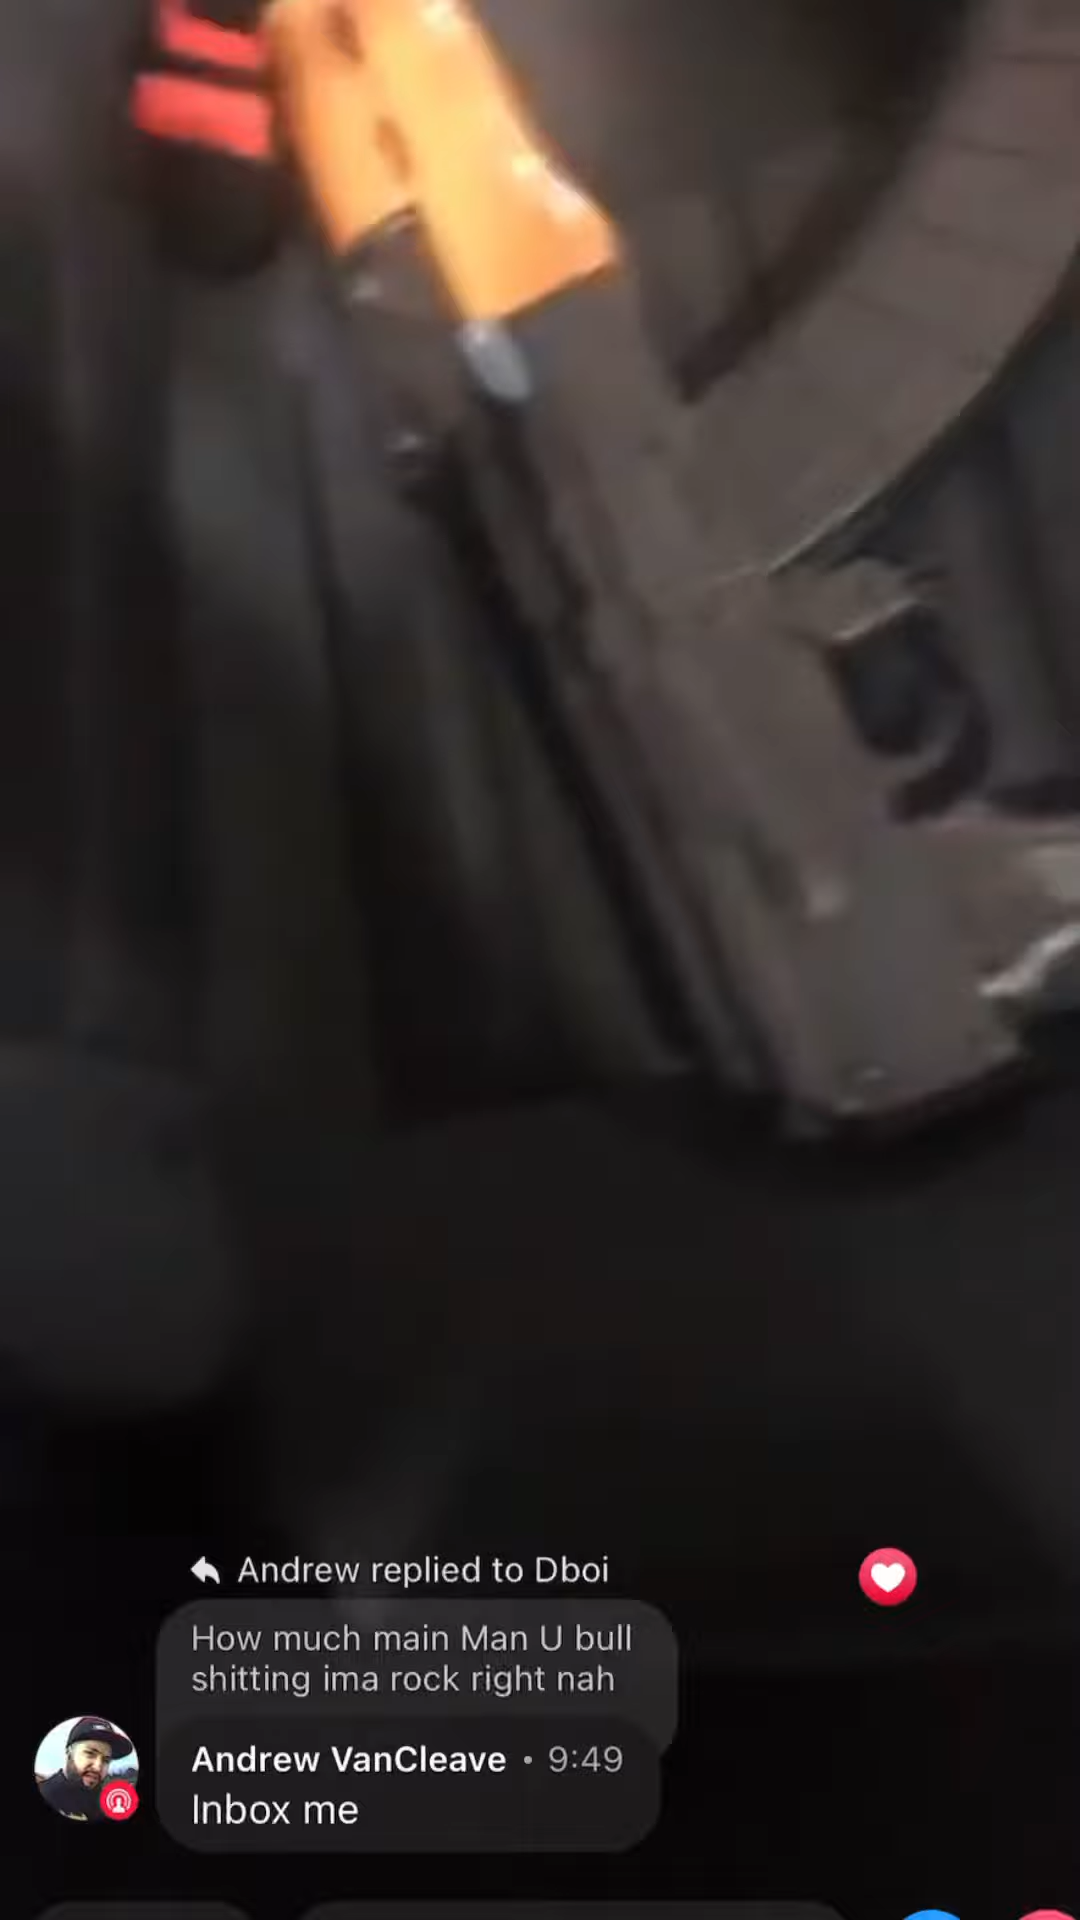 Andrew replied to Dboi
How much main Man U bull
shitting ima rock right nah
Andrew VanCleave • 9:49
Inbox me